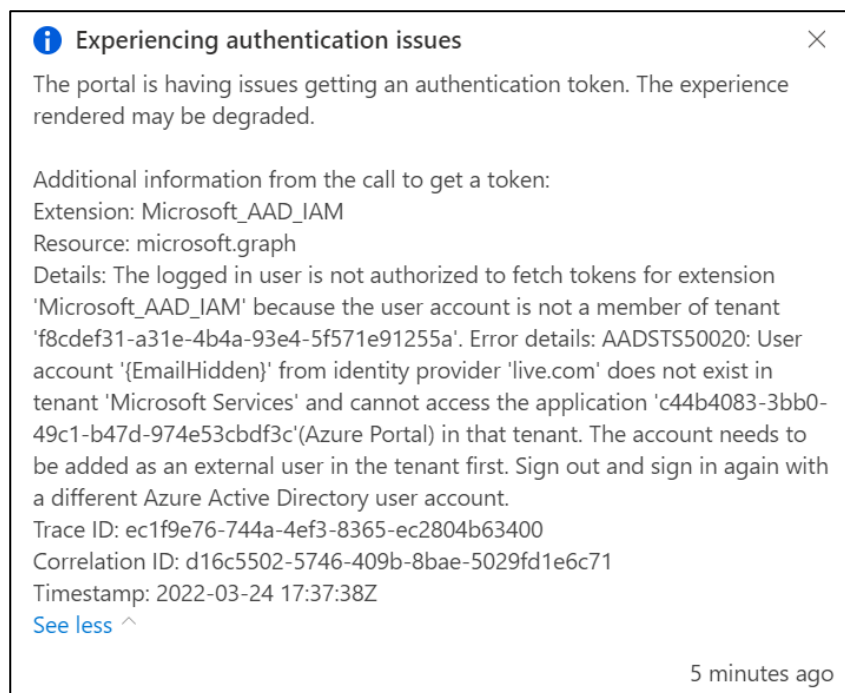 Experiencing authentication issues
The portal is having issues getting an authentication token. The experience
rendered may be degraded.
Additional information from the call to get a token:
Extension: Microsoft_AAD_IAM
Resource: microsoft.graph
Details: The logged in user is not authorized to fetch tokens for extension
'Microsoft_AAD_IAM' because the user account is not a member of tenant
'f8cdef31-a31e-4b4a-93e4-5f571e91255a'. Error details: AADSTS50020: User
account '{EmailHidden}' from identity provider 'live.com' does not exist in
tenant 'Microsoft Services' and cannot access the application 'c44b4083-3bb0-
49c1-b47d-974e53cbdf3c'(Azure Portal) in that tenant. The account needs to
be added as an external user in the tenant first. Sign out and sign in again with
a different Azure Active Directory user account.
Trace ID: ec1f9e76-744a-4ef3-8365-ec2804b63400
Correlation ID: d16c5502-5746-409b-8bae-5029fd1e6c71
Timestamp: 2022-03-24 17:37:38Z
See less
5 minutes ago